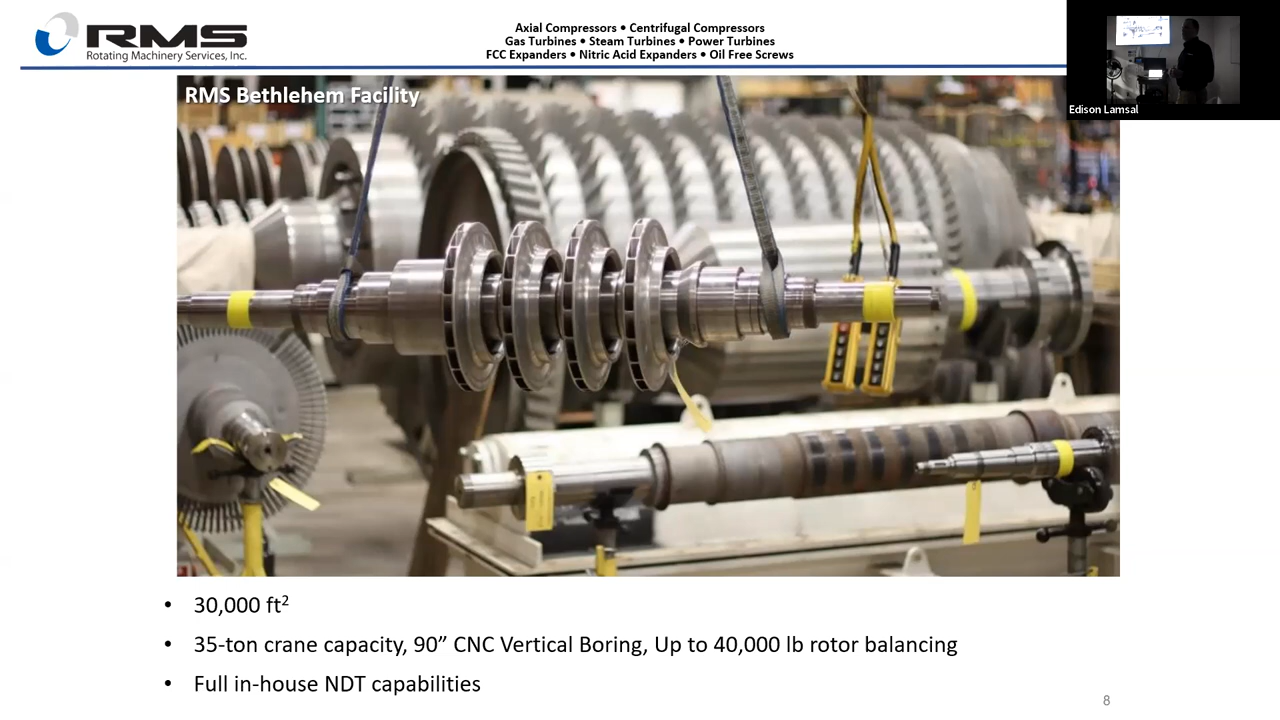 RMS
Rotating Machinery Services, Inc.
Axial Compressors • Centrifugal Compressors
Gas Turbines • Steam Turbines • Power Turbines
FCC Expanders • Nitric Acid Expanders • Oil Free Screws
Edison Lamsal
RMS Bethlehem Facility
• 30,000 ft²
• 35-ton crane capacity, 90” CNC Vertical Boring, Up to 40,000 lb rotor balancing
• Full in-house NDT capabilities
8